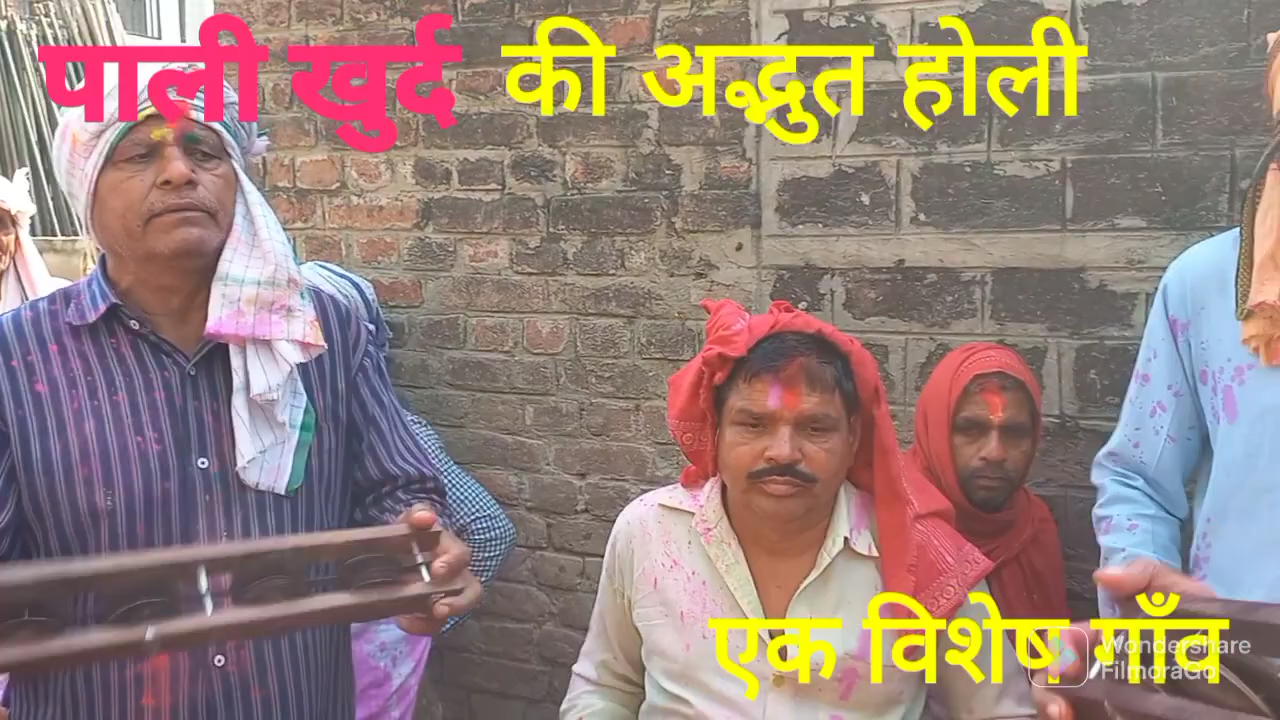 पाली खुर्द की अद्भुत होली
एक विशेष गाँव
Wondershare
FilmoraGo